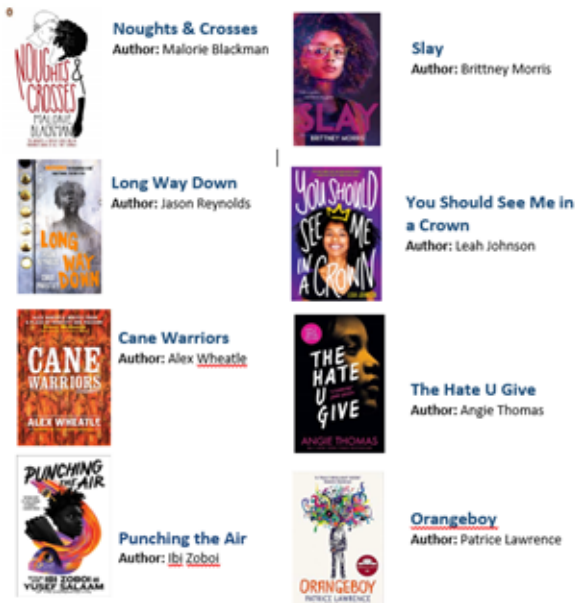 Noughts & Crosses
Author: Malorie Blackman
NOUGHTS &
CROSSES
MALORIE
BLACKMAN
Slay
Author: Brittney Morris
SLAY
BRITTNEY MORRIS
Long Way Down
Author: Jason Reynolds
LONG
WAY
DOWN
You Should See Me in
a Crown
Author: Leah Johnson
YOU SHOULD
SEE ME
IN
A CROWN
LEAH JOHNSON
Cane Warriors
Author: Alex Wheatle
CANE
WARRIORS
ALEX WHEATLE
The Hate U Give
Author: Angie Thomas
THE
HATE
U
GIVE
ANGIE THOMAS
Punching the Air
Author: Ibi Zoboi
PUNCHING
THE AIR
IBI ZOBOI
YUSEF SALAAM
Orangeboy
Author: Patrice Lawrence
ORANGEBOY
PATRICE LAWRENCE